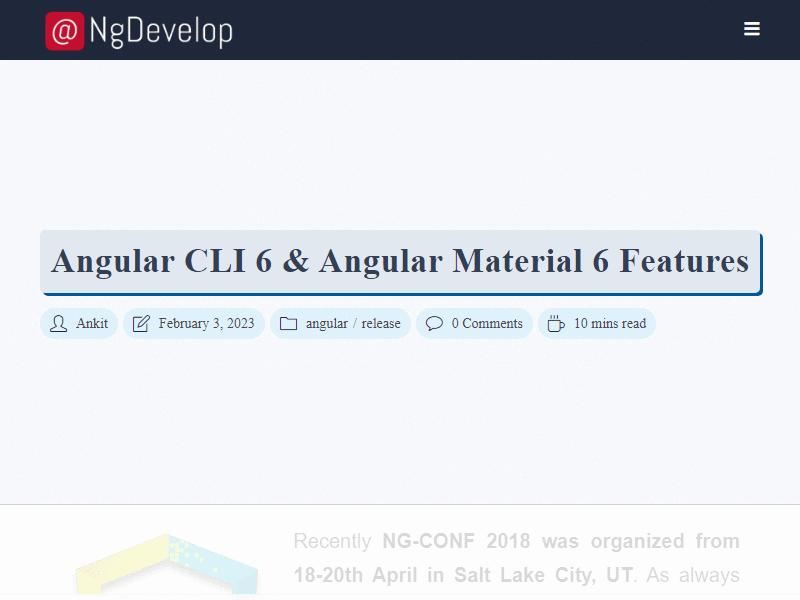 @ NgDevelop
Angular CLI 6 & Angular Material 6 Features
Ankit February 3, 2023 angular / release 0 Comments 10 mins read
Recently NG-CONF 2018 was organized from
18-20th April in Salt Lake City, UT. As always